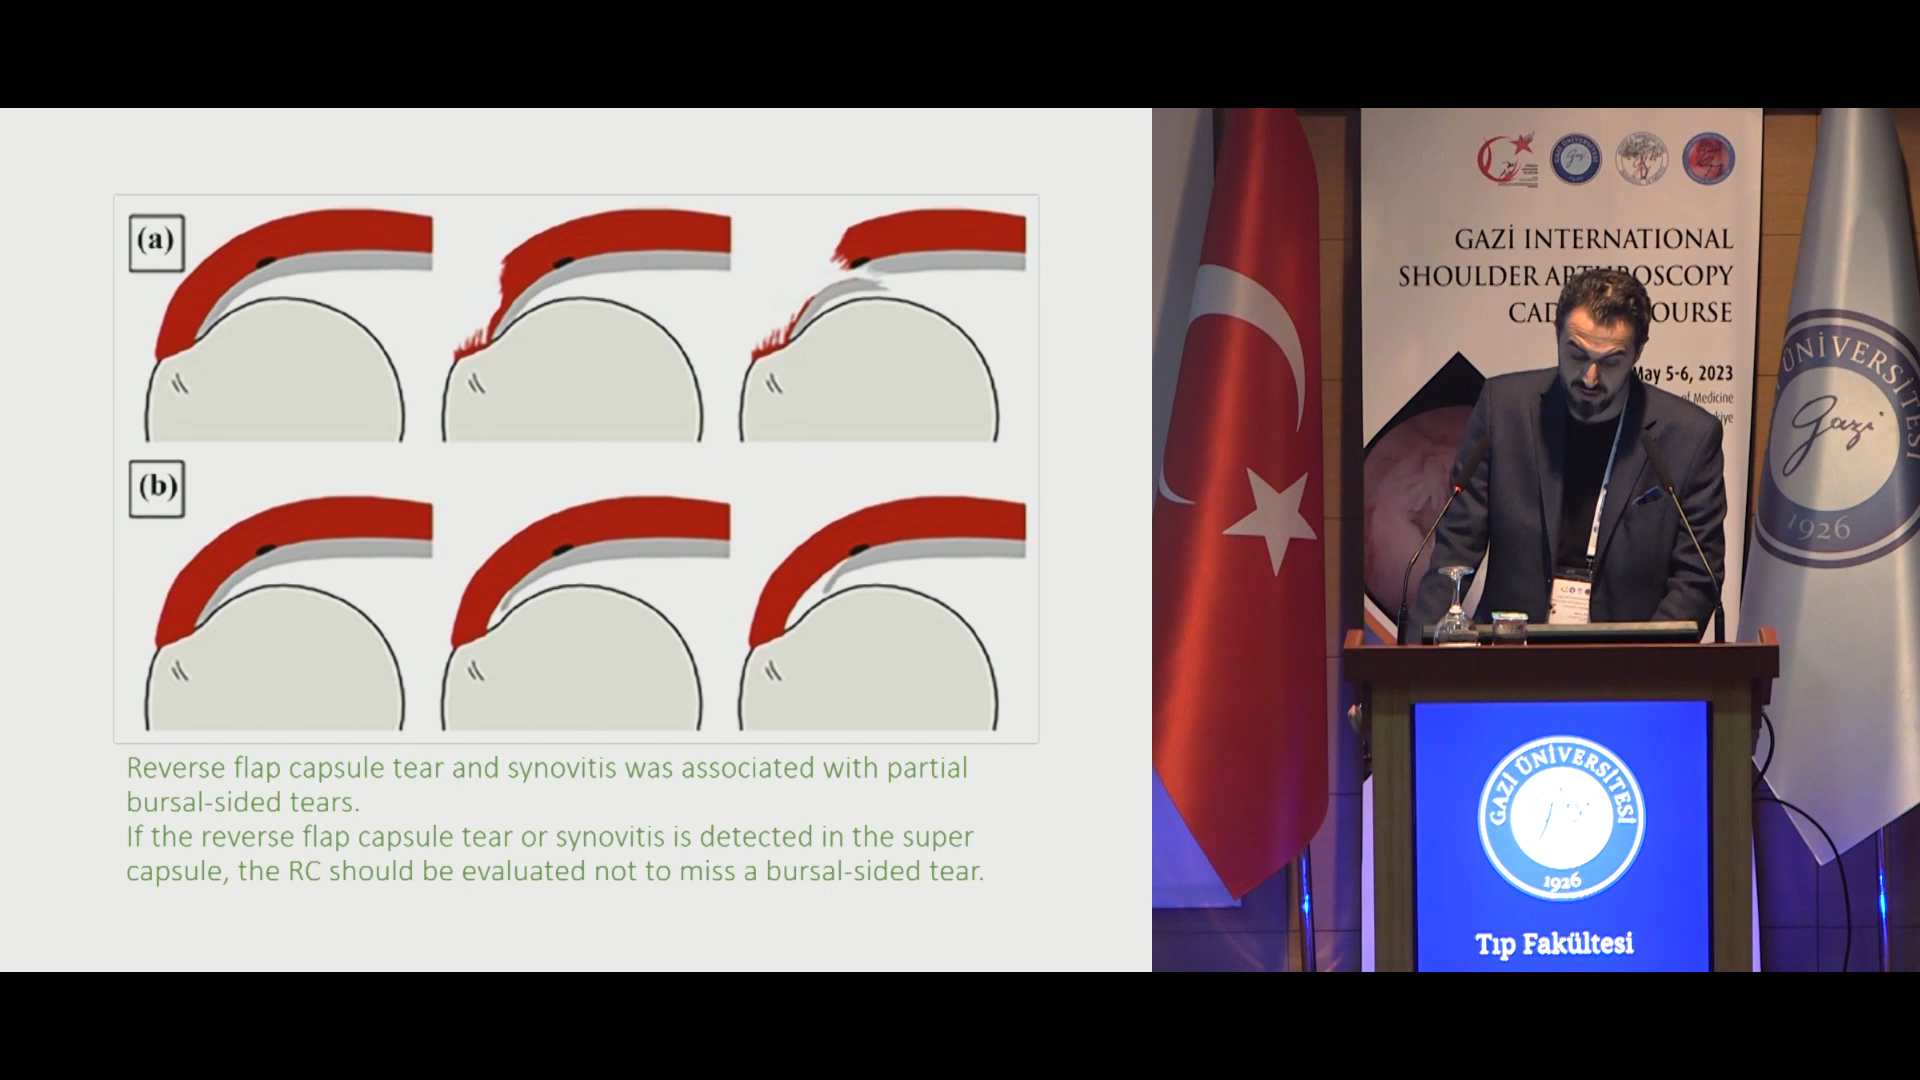 (a)
(b)
Reverse flap capsule tear and synovitis was associated with partial
bursal-sided tears.
If the reverse flap capsule tear or synovitis is detected in the super
capsule, the RC should be evaluated not to miss a bursal-sided tear.
GAZİ INTERNATIONAL
SHOULDER ARTHROSCOPY
CAD OURSE
May 5-6, 2023
of Medicine
kiye
ÜNİVERSİTESİ
gazi
1926
GAZİ ÜNİVERSİTESİ
1926
Tıp Fakültesi